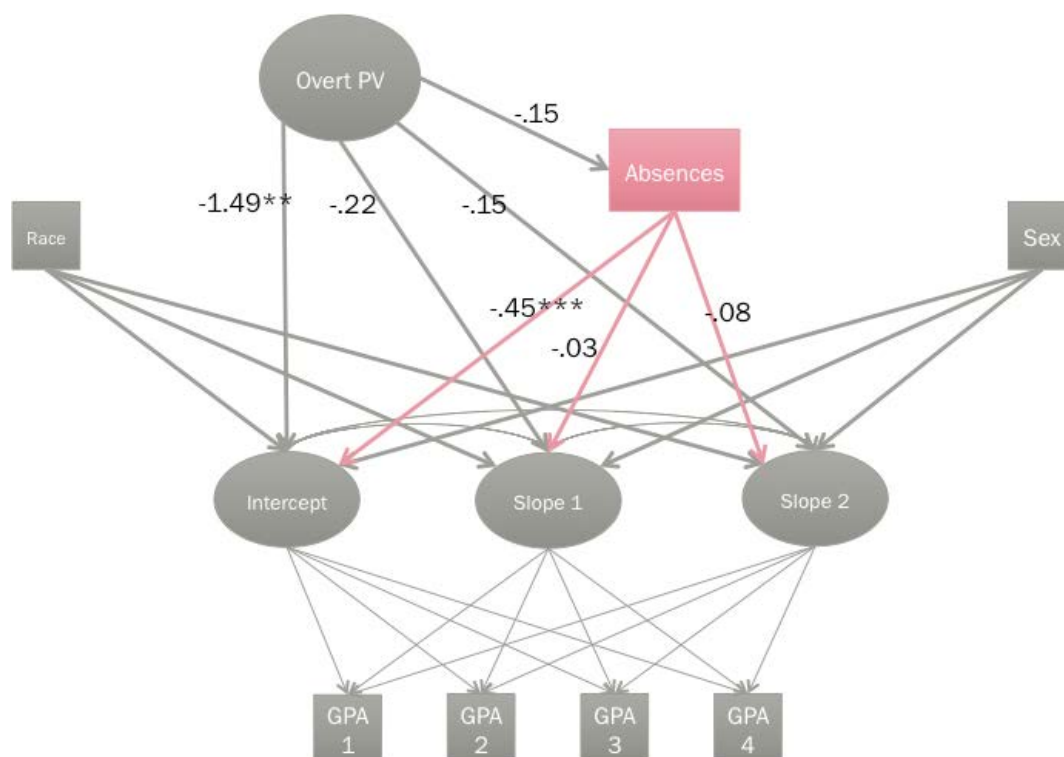 Overt PV
-.15
Absences
-1.49**
-.22
-.15
Race
Sex
-.45***
-.03
-.08
Intercept
Slope 1
Slope 2
GPA
1
GPA
2
GPA
3
GPA
4